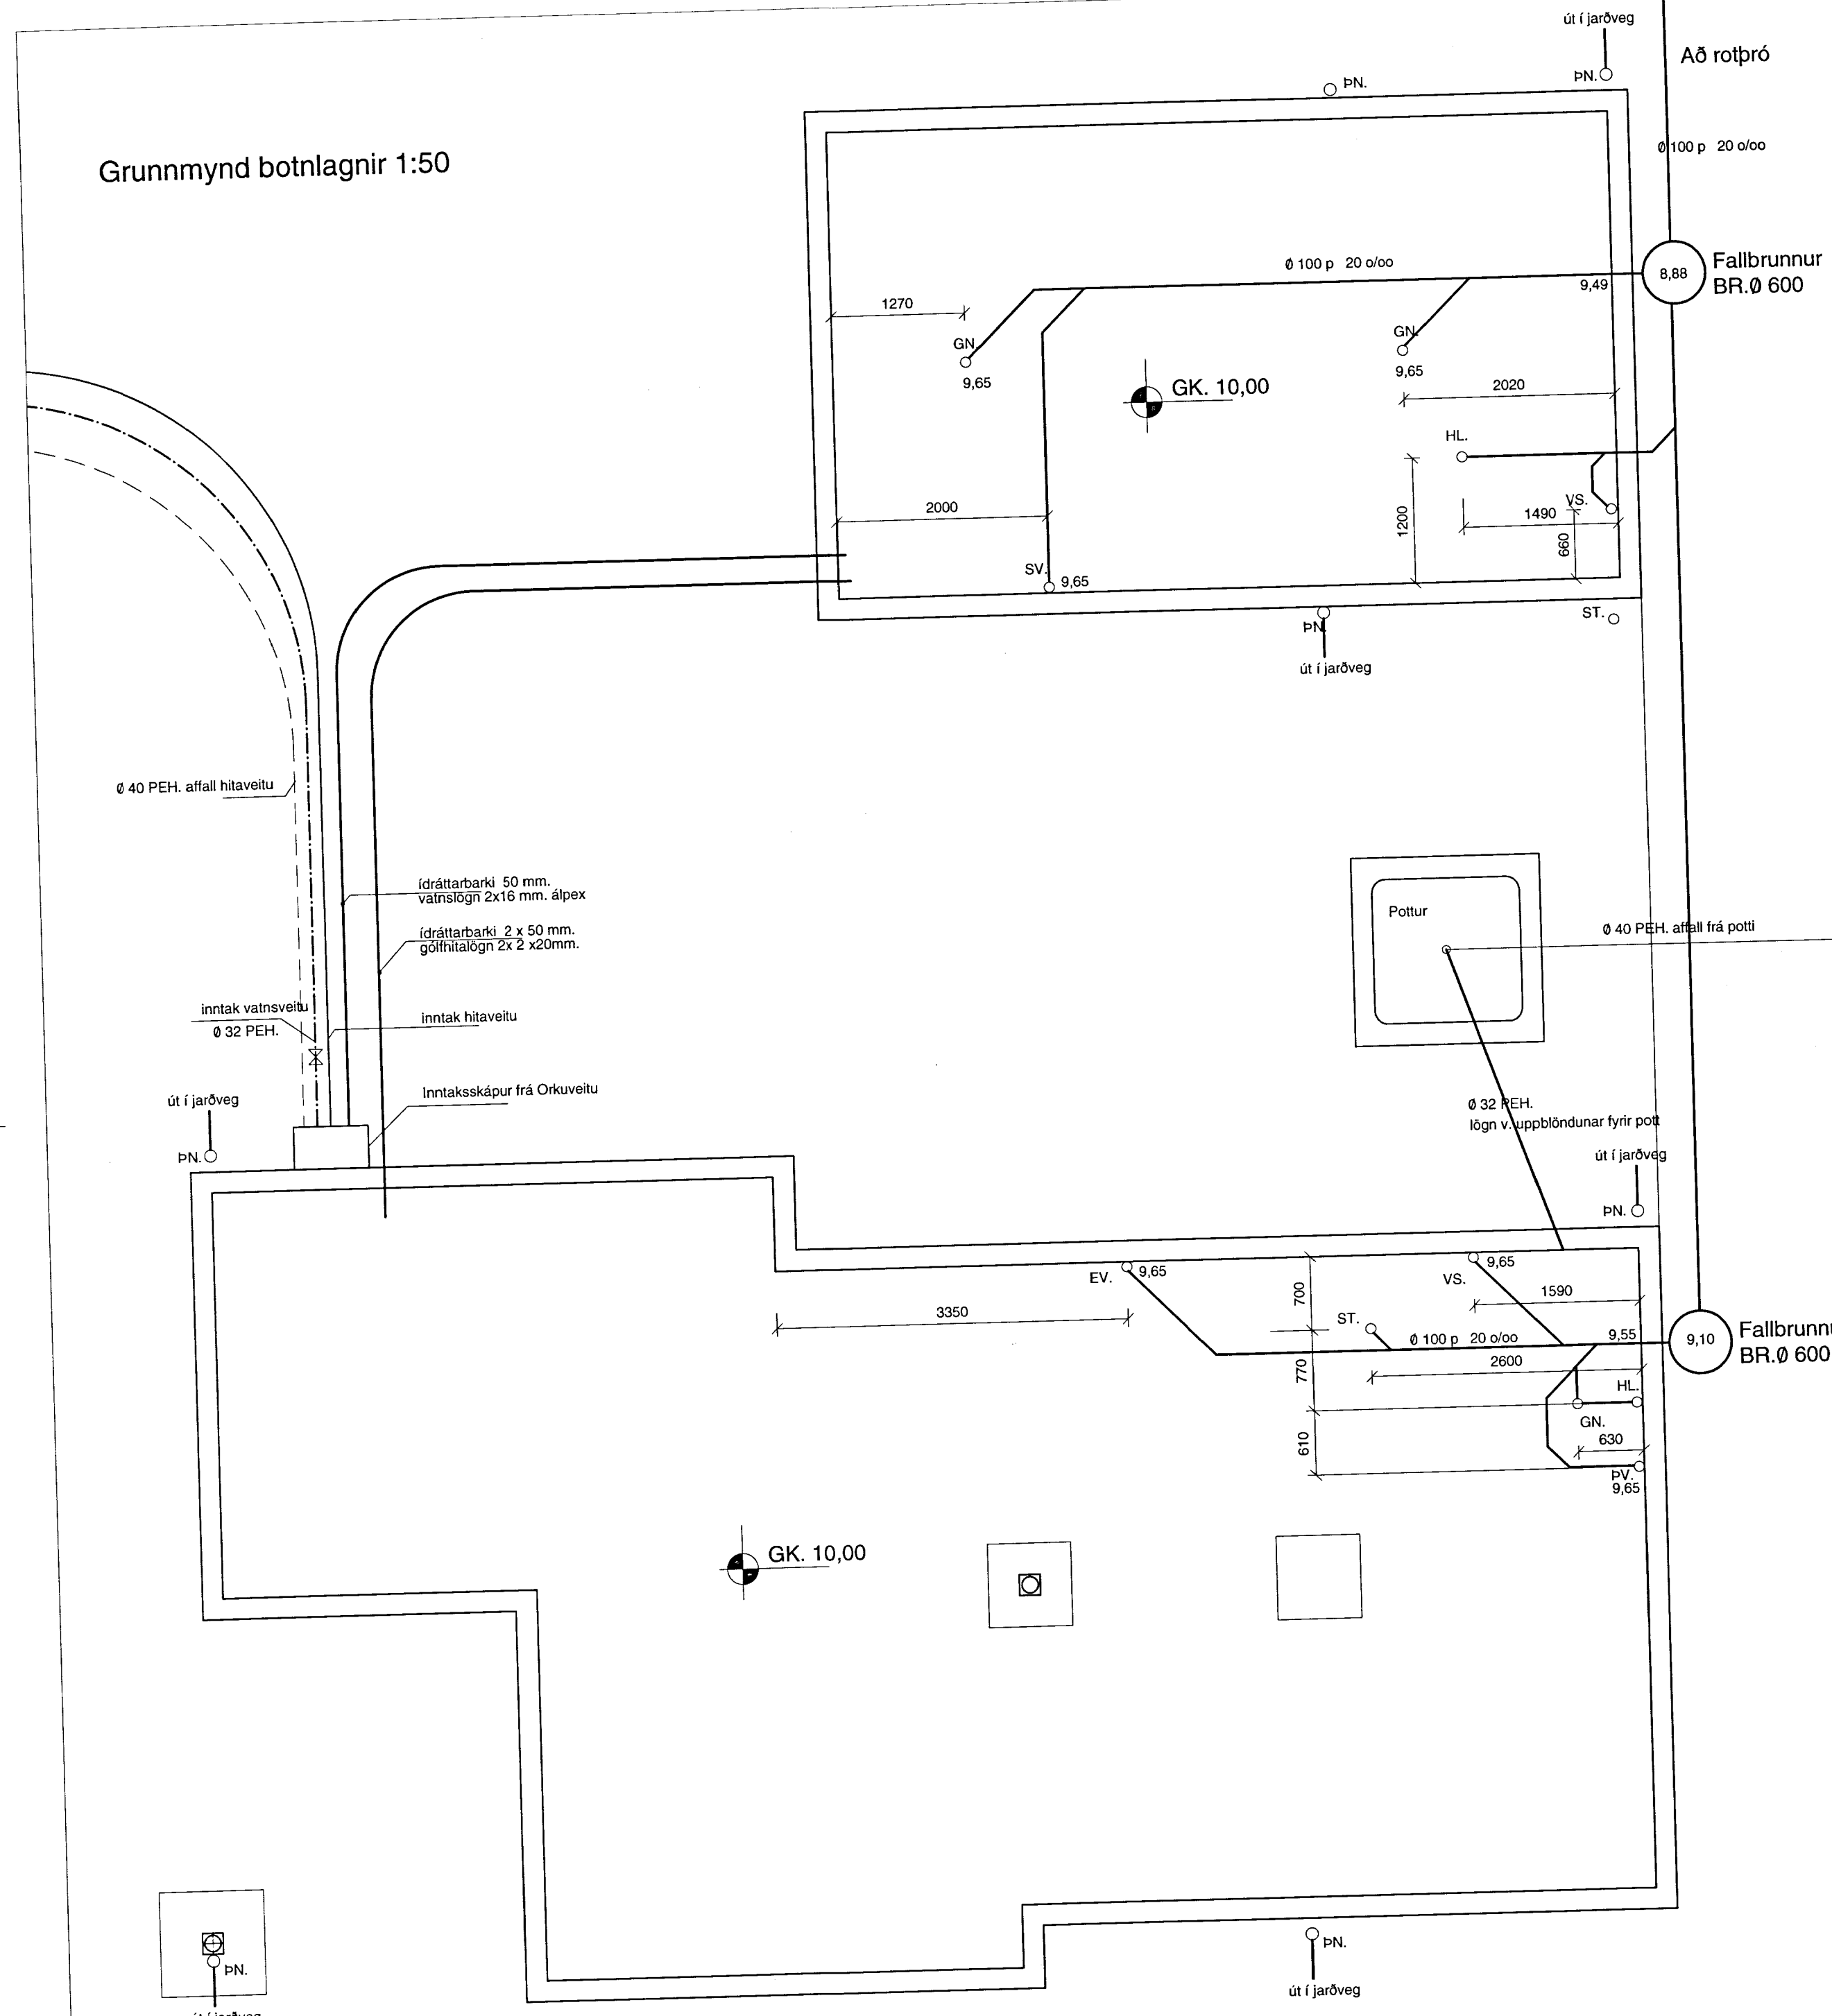 út í jarðveg
Að rotþró
ÞN.
ÞN.
Grunnmynd botnlagnir 1:50
Ø 100 p 20 o/oo
Ø 100 p 20 o/oo
8,88
Fallbrunnur
BR.Ø 600
9,49
1270
GN.
9,65
GN.
9,65
GK. 10,00
2020
HL.
2000
1200
VS.
1490
660
SV.
9,65
ÞN.
ST.
út í jarðveg
Ø 40 PEH. affall hitaveitu
ídráttarbarki 50 mm.
vatnslögn 2x16 mm. álpex
ídráttarbarki 2 x 50 mm.
gólfhitalögn 2x 2 x20mm.
Pottur
Ø 40 PEH. affall frá potti
inntak vatnsveitu
Ø 32 PEH.
inntak hitaveitu
Inntaksskápur frá Orkuveitu
út í jarðveg
ÞN.
Ø 32 PEH.
lögn v. uppblöndunar fyrir pott
út í jarðveg
ÞN.
EV.
9,65
VS.
9,65
700
1590
3350
ST.
Ø 100 p 20 o/oo
9,55
9,10
Fallbrunnu
BR.Ø 600
2600
770
HL.
GN.
610
630
ÞV.
9,65
GK. 10,00
ÞN.
út í jarðveg
ÞN.
út í jarðveg